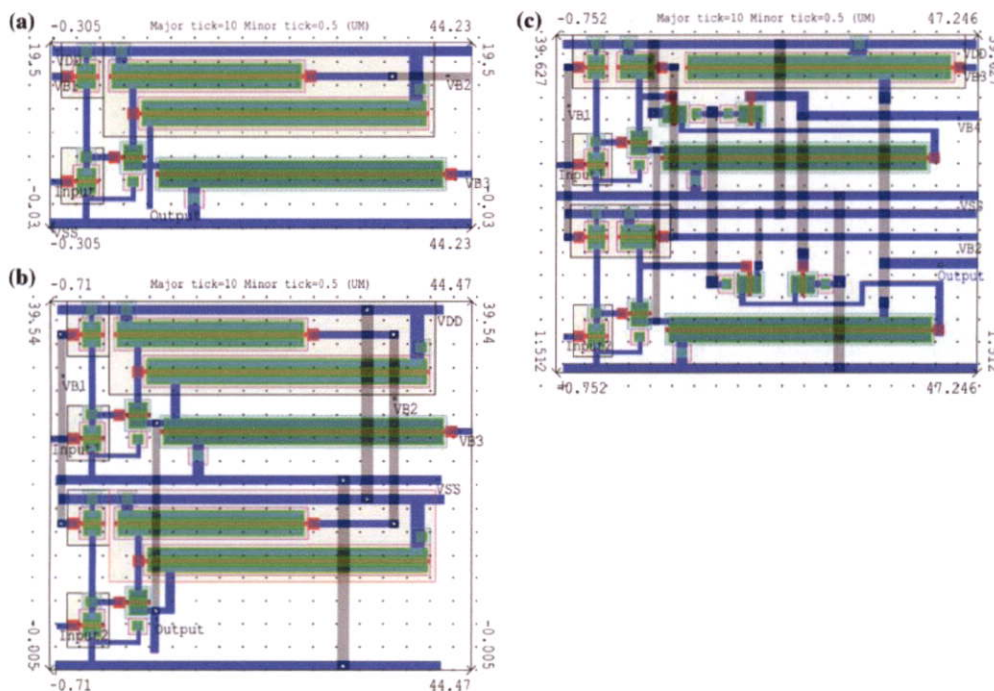 (a)
-0.305 Major tick=10 Minor tick=0.5 (UM) 44.23
19.5
19.5
VDD
VB1
VB2
Input
VB3
Output
-0.03
-0.03
VSS
-0.305 44.23
(b)
-0.71 Major tick=10 Minor tick=0.5 (UM) 44.47
39.54
39.54
VDD
VB1
VB2
Input1
VB3
VSS
Input2
Output
-0.005
-0.005
-0.71 44.47
(c)
-0.752 Major tick=10 Minor tick=0.5 (UM) 47.246
39.627
39.627
VDD
VB3
VB1
VB4
Input1
VSS
VB2
Output
Input2
1.512
1.512
-0.752 47.246